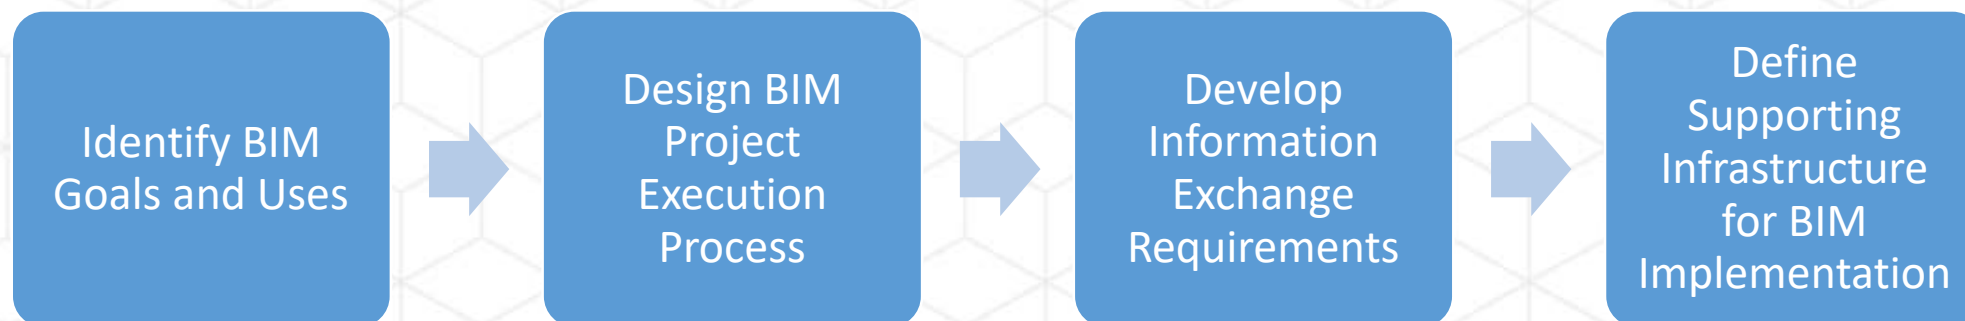 Identify BIM
Goals and Uses
Design BIM
Project
Execution
Process
Develop
Information
Exchange
Requirements
Define
Supporting
Infrastructure
for BIM
Implementation